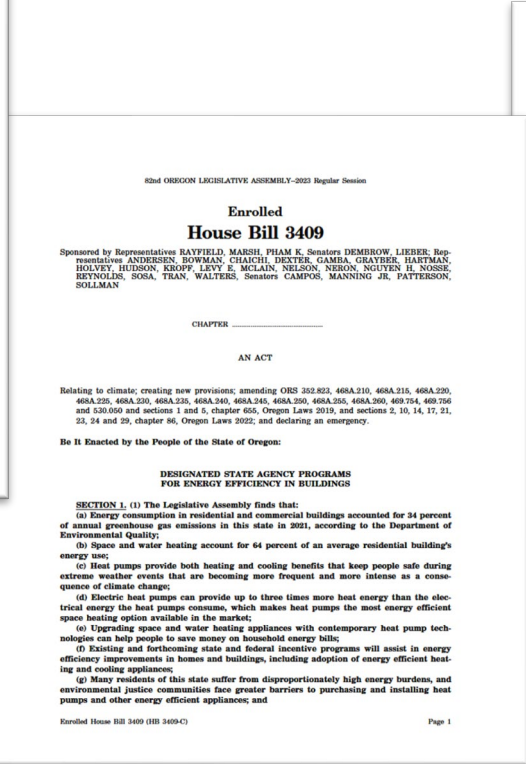 82nd OREGON LEGISLATIVE ASSEMBLY--2023 Regular Session
Enrolled
House Bill 3409
Sponsored by Representatives RAYFIELD, MARSH, PHAM K, Senators DEMBROW, LIEBER; Rep-
resentatives ANDERSEN, BOWMAN, CHAICHI, DEXTER, GAMBA, GRAYBER, HARTMAN,
HOLVEY, HUDSON, KROPF, LEVY E, MCLAIN, NELSON, NERON, NGUYEN H, NOSSE,
REYNOLDS, SOSA, TRAN, WALTERS, Senators CAMPOS, MANNING JR, PATTERSON,
SOLLMAN
CHAPTER .................................................
AN ACT
Relating to climate; creating new provisions; amending ORS 352.823, 468A.210, 468A.215, 468A.220,
468A.225, 468A.230, 468A.235, 468A.240, 468A.245, 468A.250, 468A.255, 468A.260, 469.754, 469.756
and 530.050 and sections 1 and 5, chapter 655, Oregon Laws 2019, and sections 2, 10, 14, 17, 21,
23, 24 and 29, chapter 86, Oregon Laws 2022; and declaring an emergency.
Be It Enacted by the People of the State of Oregon:
DESIGNATED STATE AGENCY PROGRAMS
FOR ENERGY EFFICIENCY IN BUILDINGS
SECTION 1. (1) The Legislative Assembly finds that:
(a) Energy consumption in residential and commercial buildings accounted for 34 percent
of annual greenhouse gas emissions in this state in 2021, according to the Department of
Environmental Quality;
(b) Space and water heating account for 64 percent of an average residential building's
energy use;
(c) Heat pumps provide both heating and cooling benefits that keep people safe during
extreme weather events that are becoming more frequent and more intense as a conse-
quence of climate change;
(d) Electric heat pumps can provide up to three times more heat energy than the elec-
trical energy the heat pumps consume, which makes heat pumps the most energy efficient
space heating option available in the market;
(e) Upgrading space and water heating appliances with contemporary heat pump tech-
nologies can help people to save money on household energy bills;
(f) Existing and forthcoming state and federal incentive programs will assist in energy
efficiency improvements in homes and buildings, including adoption of energy efficient heat-
ing and cooling appliances;
(g) Many residents of this state suffer from disproportionately high energy burdens, and
environmental justice communities face greater barriers to purchasing and installing heat
pumps and other energy efficient appliances; and
Enrolled House Bill 3409 (HB 3409-C) Page 1